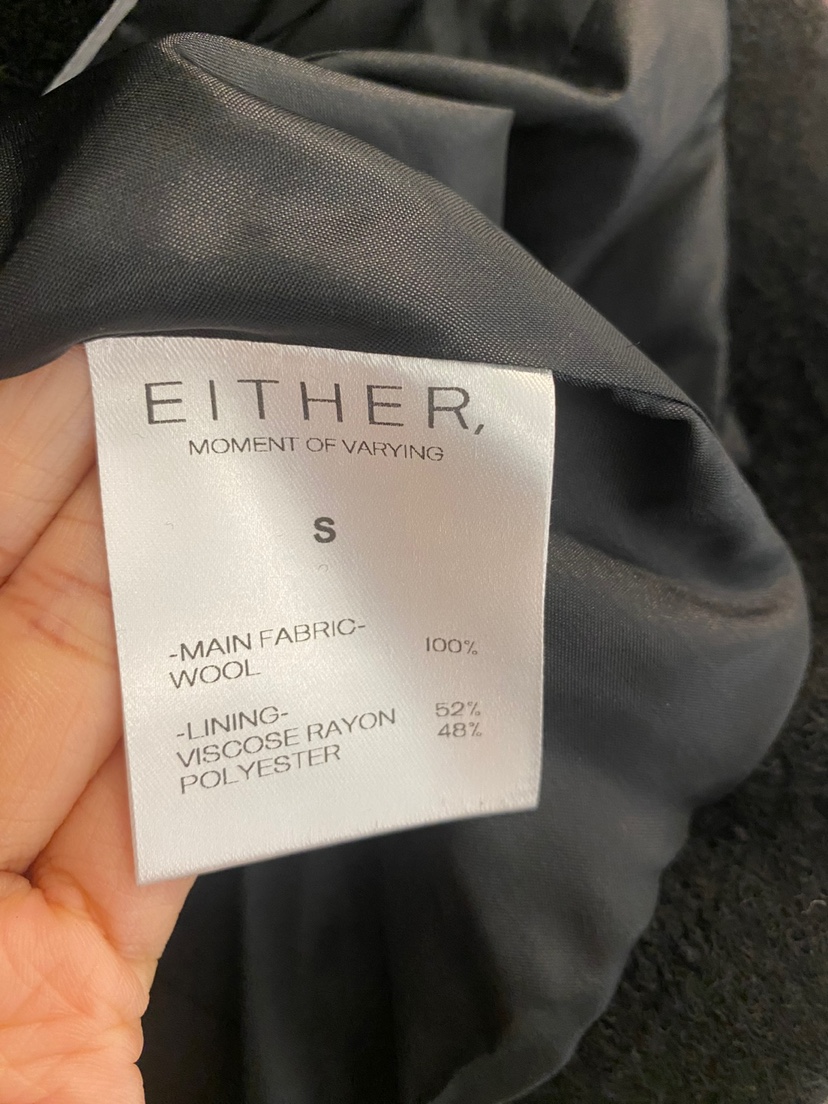 EITHER,
MOMENT OF VARYING
S
-MAIN FABRIC-
WOOL 100%
-LINING-
VISCOSE RAYON 52%
POLYESTER 48%